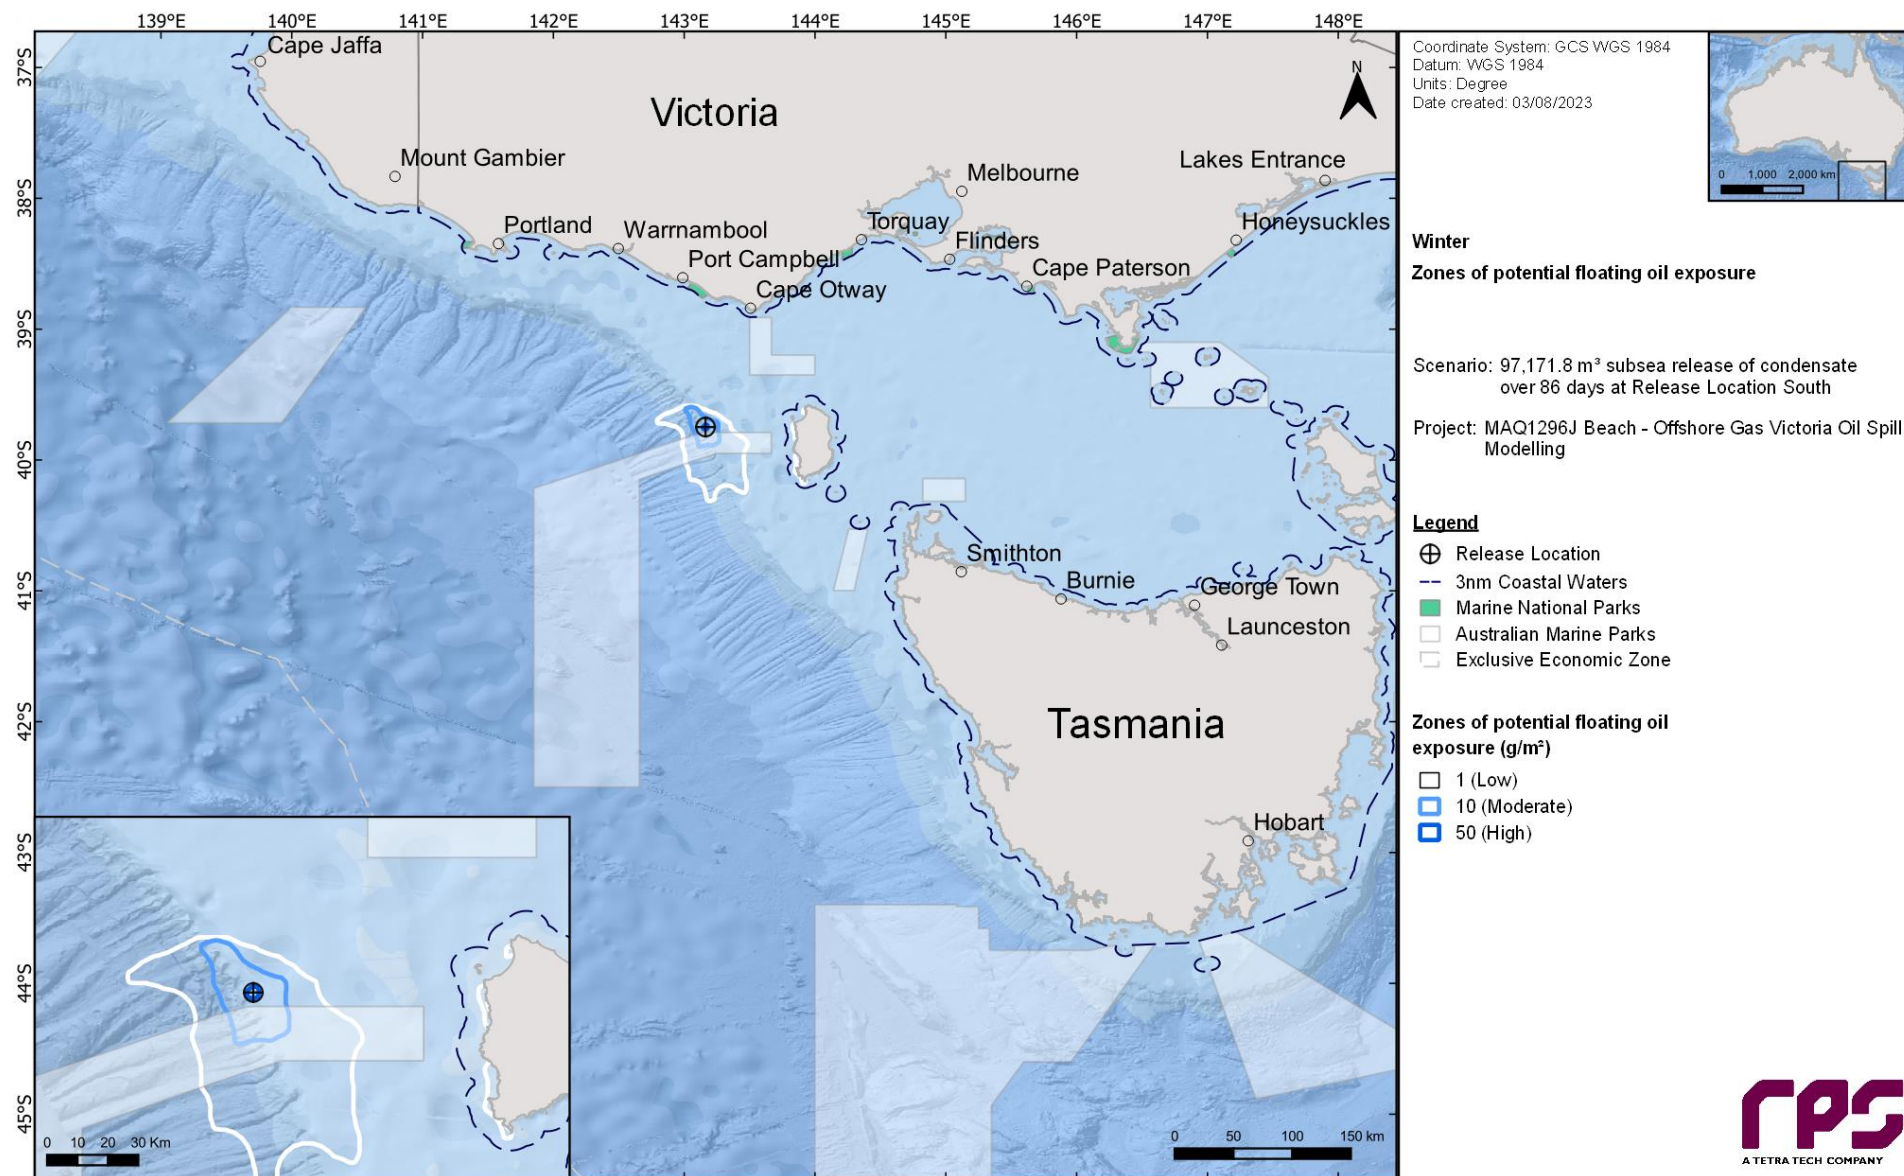 139°E 140°E 141°E 142°E 143°E 144°E 145°E 146°E 147°E 148°E
37°S
38°S
39°S
40°S
41°S
42°S
43°S
44°S
45°S
Cape Jaffa
Victoria
N
Mount Gambier
Melbourne
Lakes Entrance
Portland
Warrnambool
Torquay
Honeysuckles
Port Campbell
Flinders
Cape Otway
Cape Paterson
Smithton
Burnie
George Town
Launceston
Tasmania
Hobart
0 10 20 30 Km
0 50 100 150 km
Coordinate System: GCS WGS 1984
Datum: WGS 1984
Units: Degree
Date created: 03/08/2023
0 1,000 2,000 km
Winter
Zones of potential floating oil exposure
Scenario: 97,171.8 m³ subsea release of condensate
over 86 days at Release Location South
Project: MAQ1296J Beach - Offshore Gas Victoria Oil Spill
Modelling
Legend
Release Location
3nm Coastal Waters
Marine National Parks
Australian Marine Parks
Exclusive Economic Zone
Zones of potential floating oil
exposure (g/m²)
1 (Low)
10 (Moderate)
50 (High)
rps
A TETRA TECH COMPANY